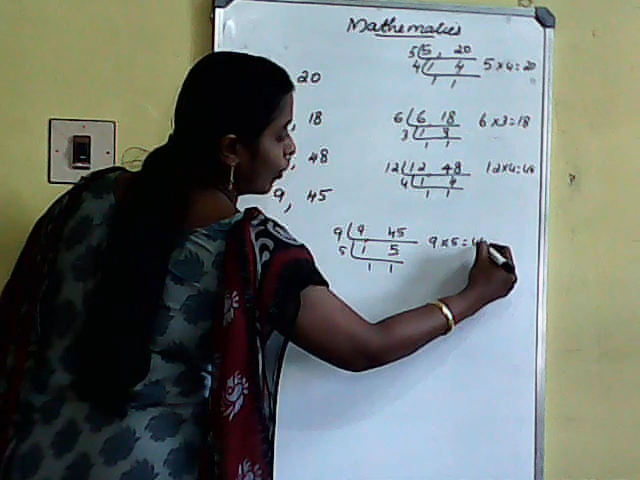 Mathematics
20
, 18
, 48
9, 45
5 5, 20
4 1 4 5 x 4 = 20
1 1
6 6 18 6 x 3 = 18
3 1 3
1 1
12 12 48 12 x 4 = 48
4 1 4
1 1
9 9 45 9 x 5 = 4
5 1 5
1 1